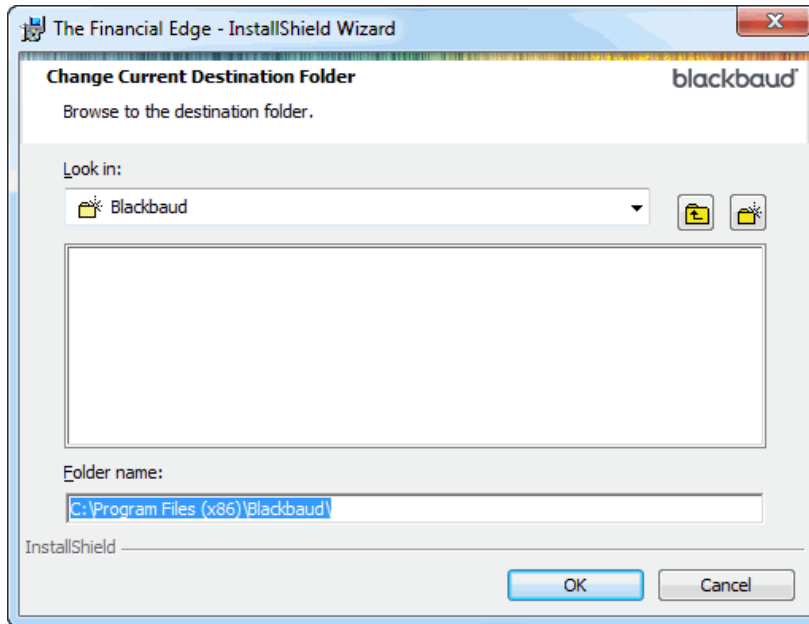 The Financial Edge - InstallShield Wizard
Change Current Destination Folder
blackbaud
Browse to the destination folder.
Look in:
Blackbaud
Folder name:
C:\Program Files (x86)\Blackbaud\
InstallShield
OK
Cancel